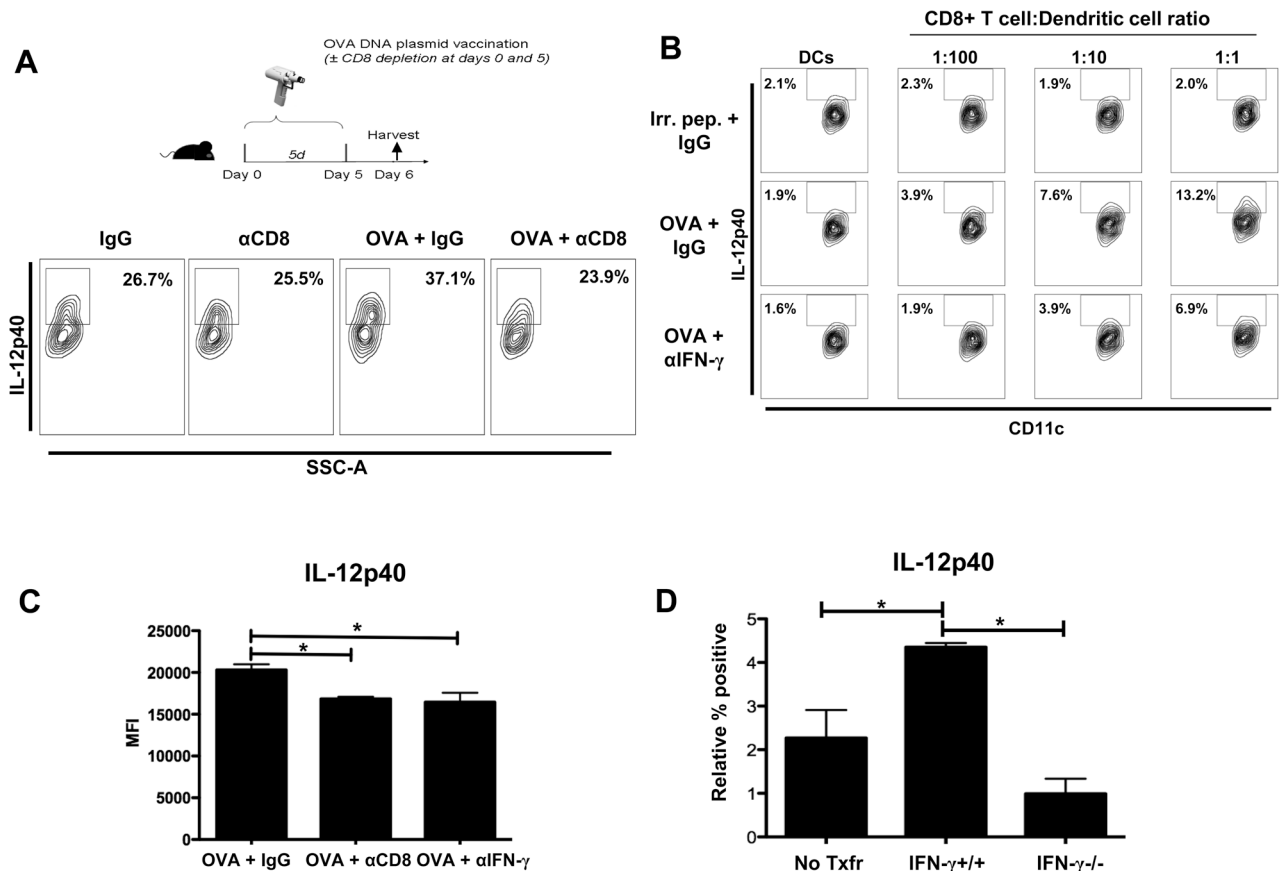 A
OVA DNA plasmid vaccination
(± CD8 depletion at days 0 and 5)
Harvest
5d
Day 0 Day 5 Day 6
IgG αCD8 OVA + IgG OVA + αCD8
26.7% 25.5% 37.1% 23.9%
IL-12p40
SSC-A
B
CD8+ T cell:Dendritic cell ratio
DCs 1:100 1:10 1:1
Irr. pep. +
IgG
2.1% 2.3% 1.9% 2.0%
OVA +
IgG
1.9% 3.9% 7.6% 13.2%
OVA +
αIFN-γ
1.6% 1.9% 3.9% 6.9%
IL-12p40
CD11c
C
IL-12p40
MFI
25000
20000
15000
10000
5000
0
* *
OVA + IgG OVA + αCD8 OVA + αIFN-γ
D
IL-12p40
Relative % positive
5
4
3
2
1
0
* *
No Txfr IFN-γ+/+ IFN-γ-/-